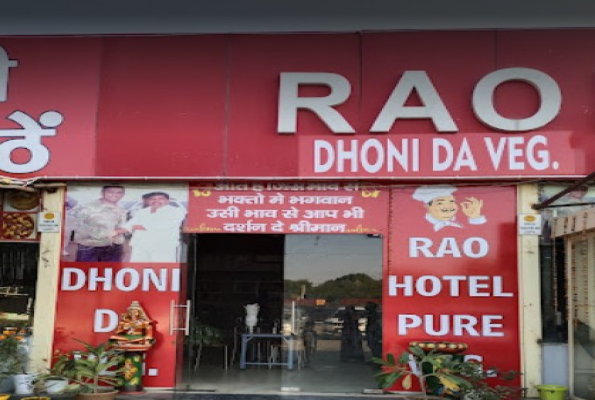 RAO
DHONI DA VEG.
भक्तो मे भगवान
उसी भाव से आप भी
दर्शन दे श्रीमान
DHONI
D
RAO
HOTEL
PURE